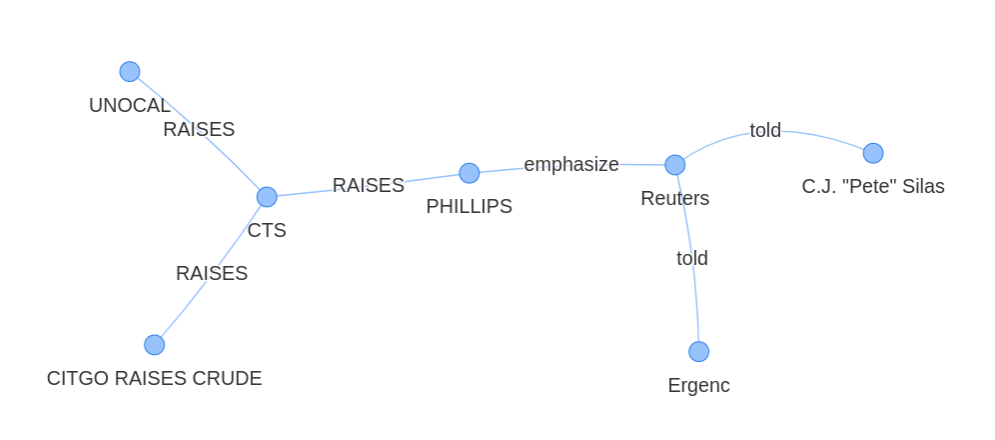 UNOCAL
RAISES
told
emphasize
C.J. "Pete" Silas
RAISES
Reuters
PHILLIPS
CTS
told
RAISES
CITGO RAISES CRUDE
Ergenc